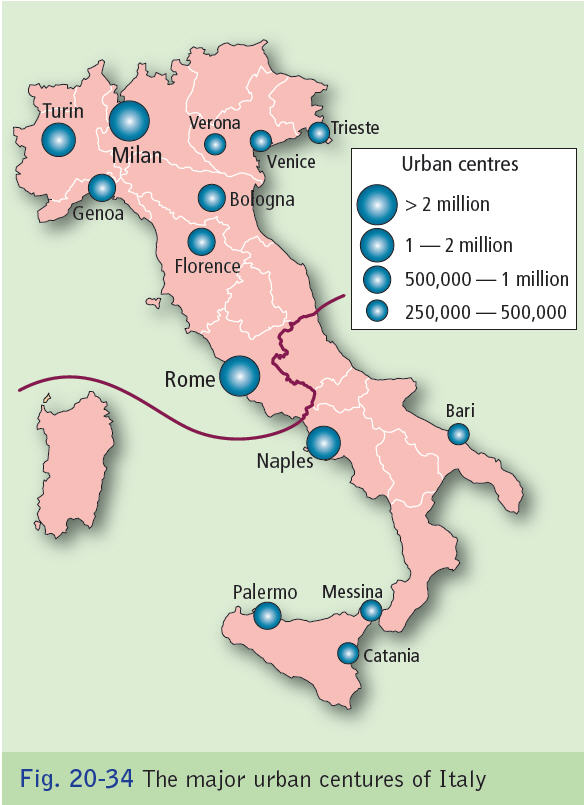 Turin
Milan
Verona
Venice
Trieste
Genoa
Bologna
Florence
Urban centres
> 2 million
1 — 2 million
500,000 — 1 million
250,000 — 500,000
Rome
Naples
Bari
Palermo
Messina
Catania
Fig. 20-34 The major urban centures of Italy